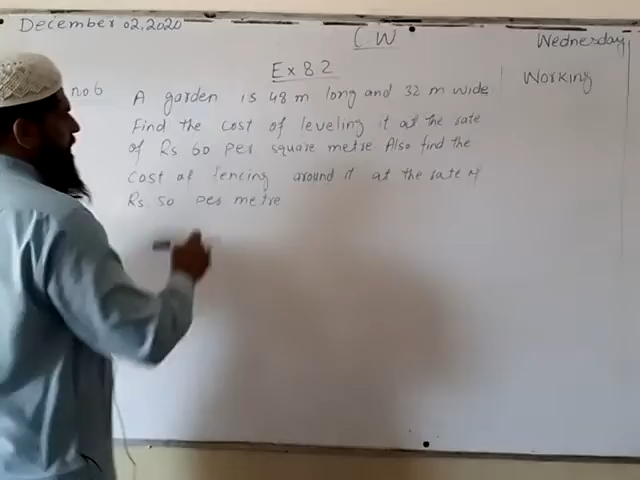 December 02,2020
CW
Wednesday
Ex 8 2
Working
no 6
A garden is 48 m long and 32 m wide
Find the cost of leveling it at the rate
of Rs 60 per square metre Also find the
cost of fencing around it at the rate of
Rs 50 per metre